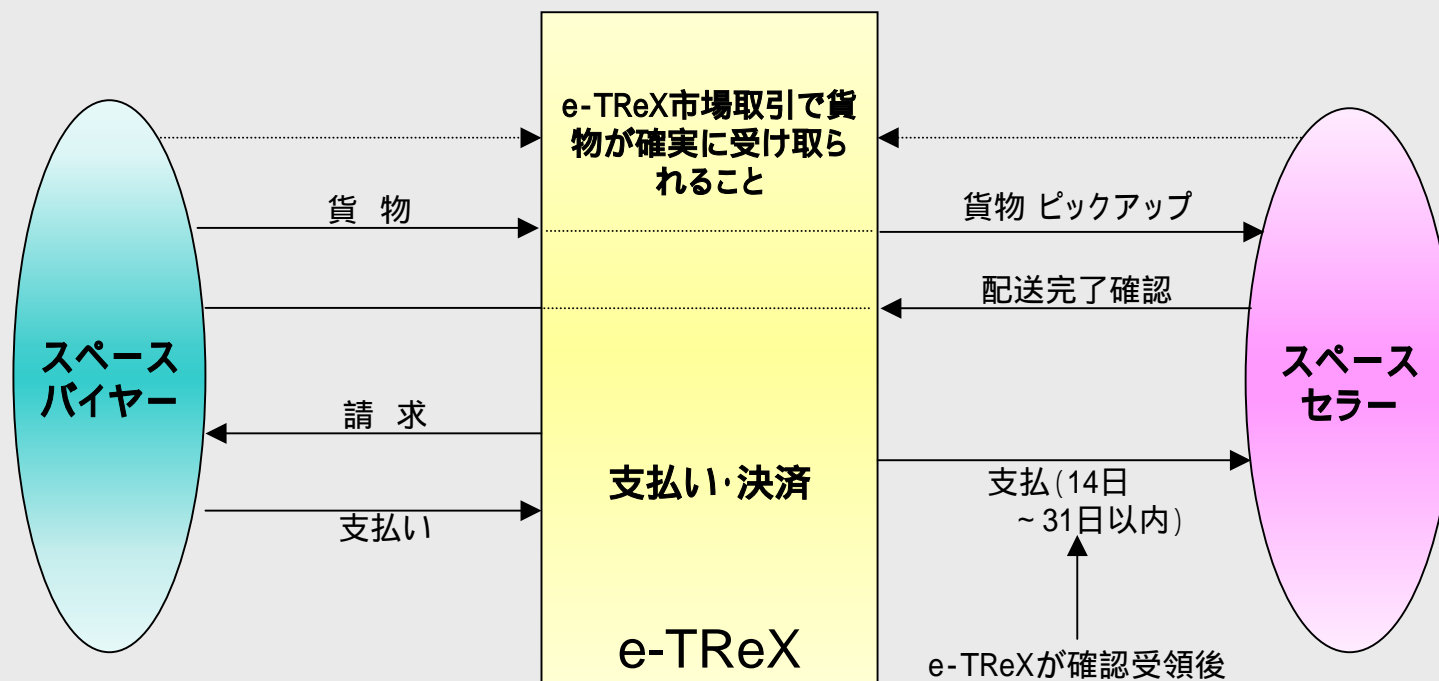 e-TReX市場取引で貨
物が確実に受け取ら
れること
貨 物
貨物 ピックアップ
配送完了確認
スペース
バイヤー
スペース
セラー
請 求
支払い・決済
支払(14日
~31日以内)
支払い
e-TReX
e-TReXが確認受領後